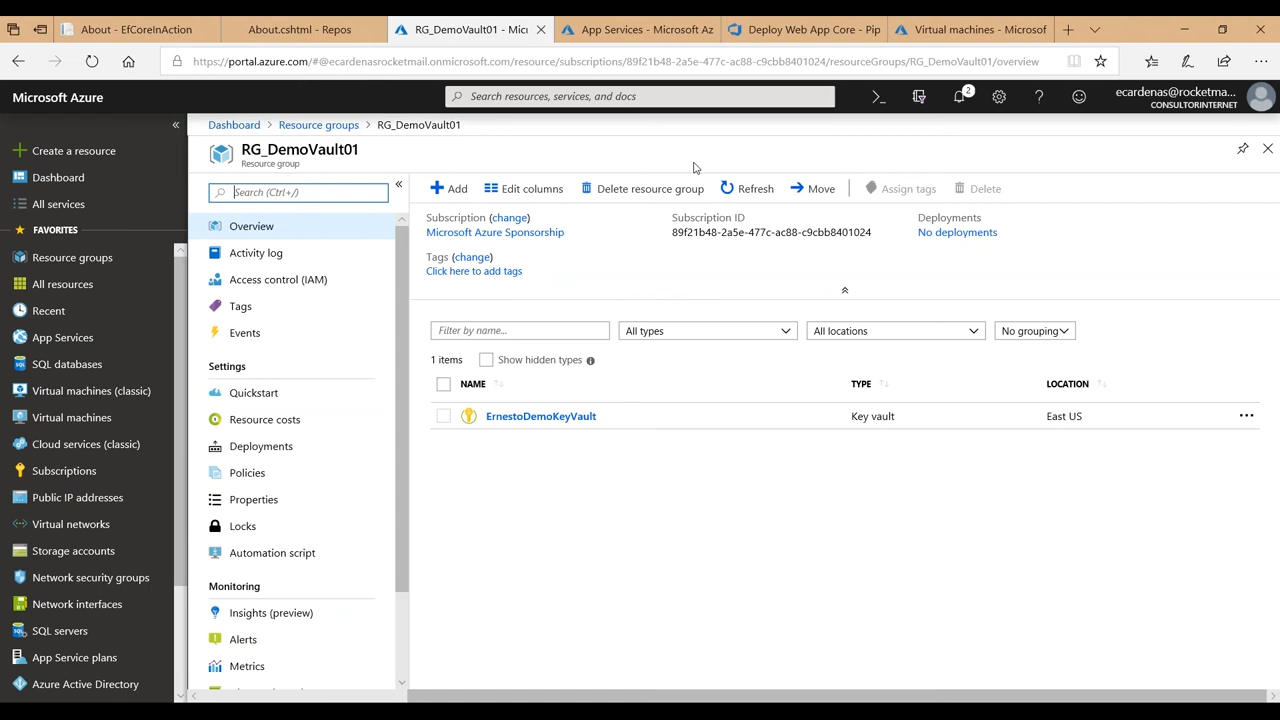 About - EfCoreInAction
About.cshtml - Repos
RG_DemoVault01 - Micr
App Services - Microsoft Az
Deploy Web App Core - Pip
Virtual machines - Microsof
https://portal.azure.com/#@ecardenasrocketmail.onmicrosoft.com/resource/subscriptions/89f21b48-2a5e-477c-ac88-c9cbb8401024/resourceGroups/RG_DemoVault01/overview
Microsoft Azure
Search resources, services, and docs
2
ecardenas@rocketma...
CONSULTORINTERNET
Create a resource
Dashboard
All services
FAVORITES
Resource groups
All resources
Recent
App Services
SQL databases
Virtual machines (classic)
Virtual machines
Cloud services (classic)
Subscriptions
Public IP addresses
Virtual networks
Storage accounts
Network security groups
Network interfaces
SQL servers
App Service plans
Azure Active Directory
Dashboard > Resource groups > RG_DemoVault01
RG_DemoVault01
Resource group
Search (Ctrl+/)
Overview
Activity log
Access control (IAM)
Tags
Events
Settings
Quickstart
Resource costs
Deployments
Policies
Properties
Locks
Automation script
Monitoring
Insights (preview)
Alerts
Metrics
Add Edit columns Delete resource group Refresh Move Assign tags Delete
Subscription (change) Subscription ID Deployments
Microsoft Azure Sponsorship 89f21b48-2a5e-477c-ac88-c9cbb8401024 No deployments
Tags (change)
Click here to add tags
Filter by name... All types All locations No grouping
1 items Show hidden types
NAME TYPE LOCATION
ErnestoDemoKeyVault Key vault East US